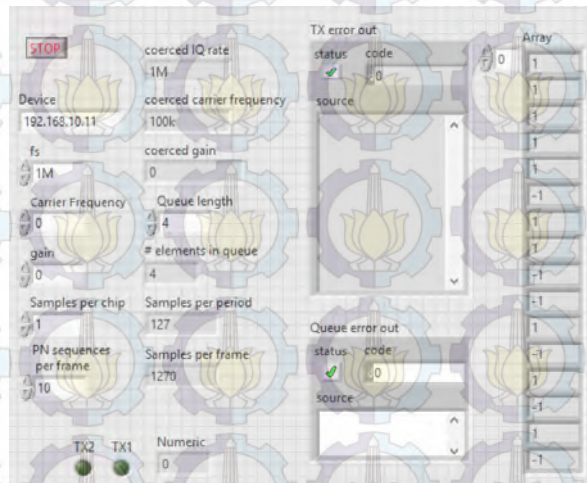 STOP
coerced IQ rate
1M
Device
192.168.10.11
coerced carrier frequency
100k
fs
1M
coerced gain
0
Carrier Frequency
0
Queue length
4
gain
0
# elements in queue
4
Samples per chip
1
Samples per period
127
PN sequences
per frame
10
Samples per frame
1270
TX2 TX1
Numeric
0
TX error out
status code
0
source
Queue error out
status code
0
source
Array
0
1
1
1
1
1
-1
1
1
-1
-1
1
-1
1
-1
1
-1